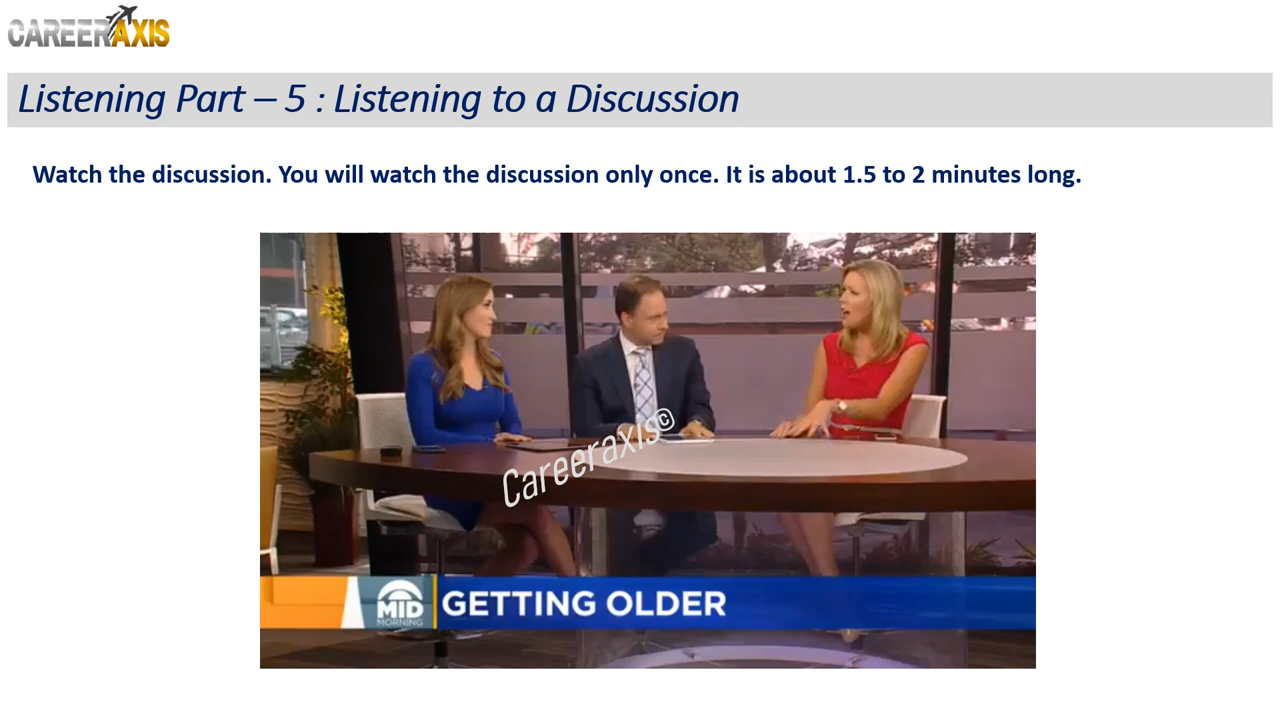 CAREERAXIS
Listening Part – 5 : Listening to a Discussion
Watch the discussion. You will watch the discussion only once. It is about 1.5 to 2 minutes long.
Careeraxis©
MID
MORNING
GETTING OLDER